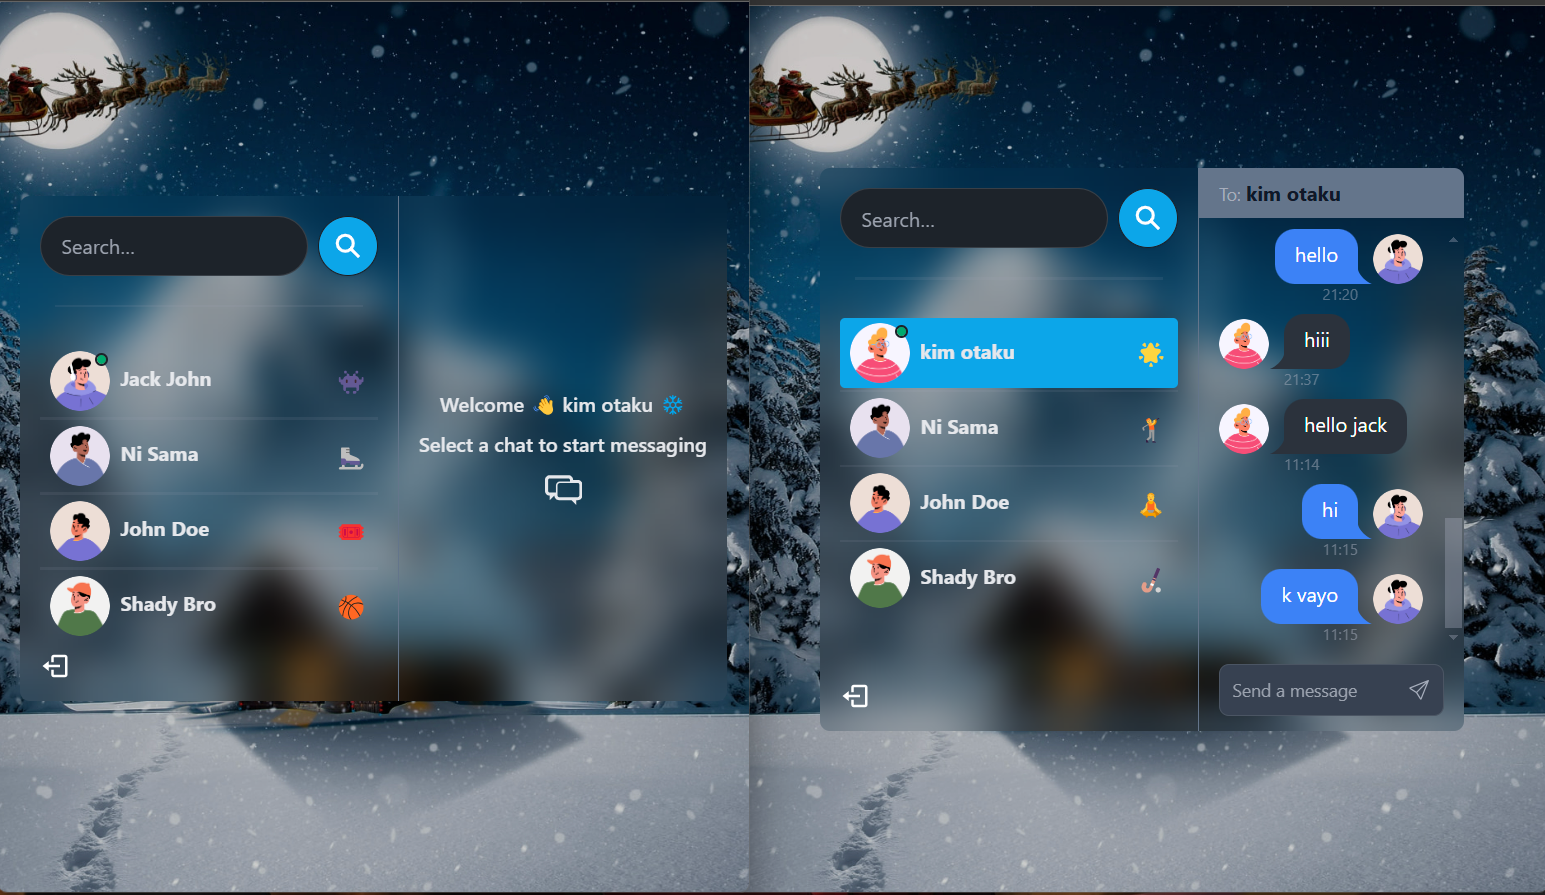 Search...
Jack John
Ni Sama
John Doe
Shady Bro
Welcome 👋 kim otaku ❄️
Select a chat to start messaging
Search...
kim otaku
Ni Sama
John Doe
Shady Bro
To: kim otaku
hello
21:20
hiii
21:37
hello jack
11:14
hi
11:15
k vayo
11:15
Send a message